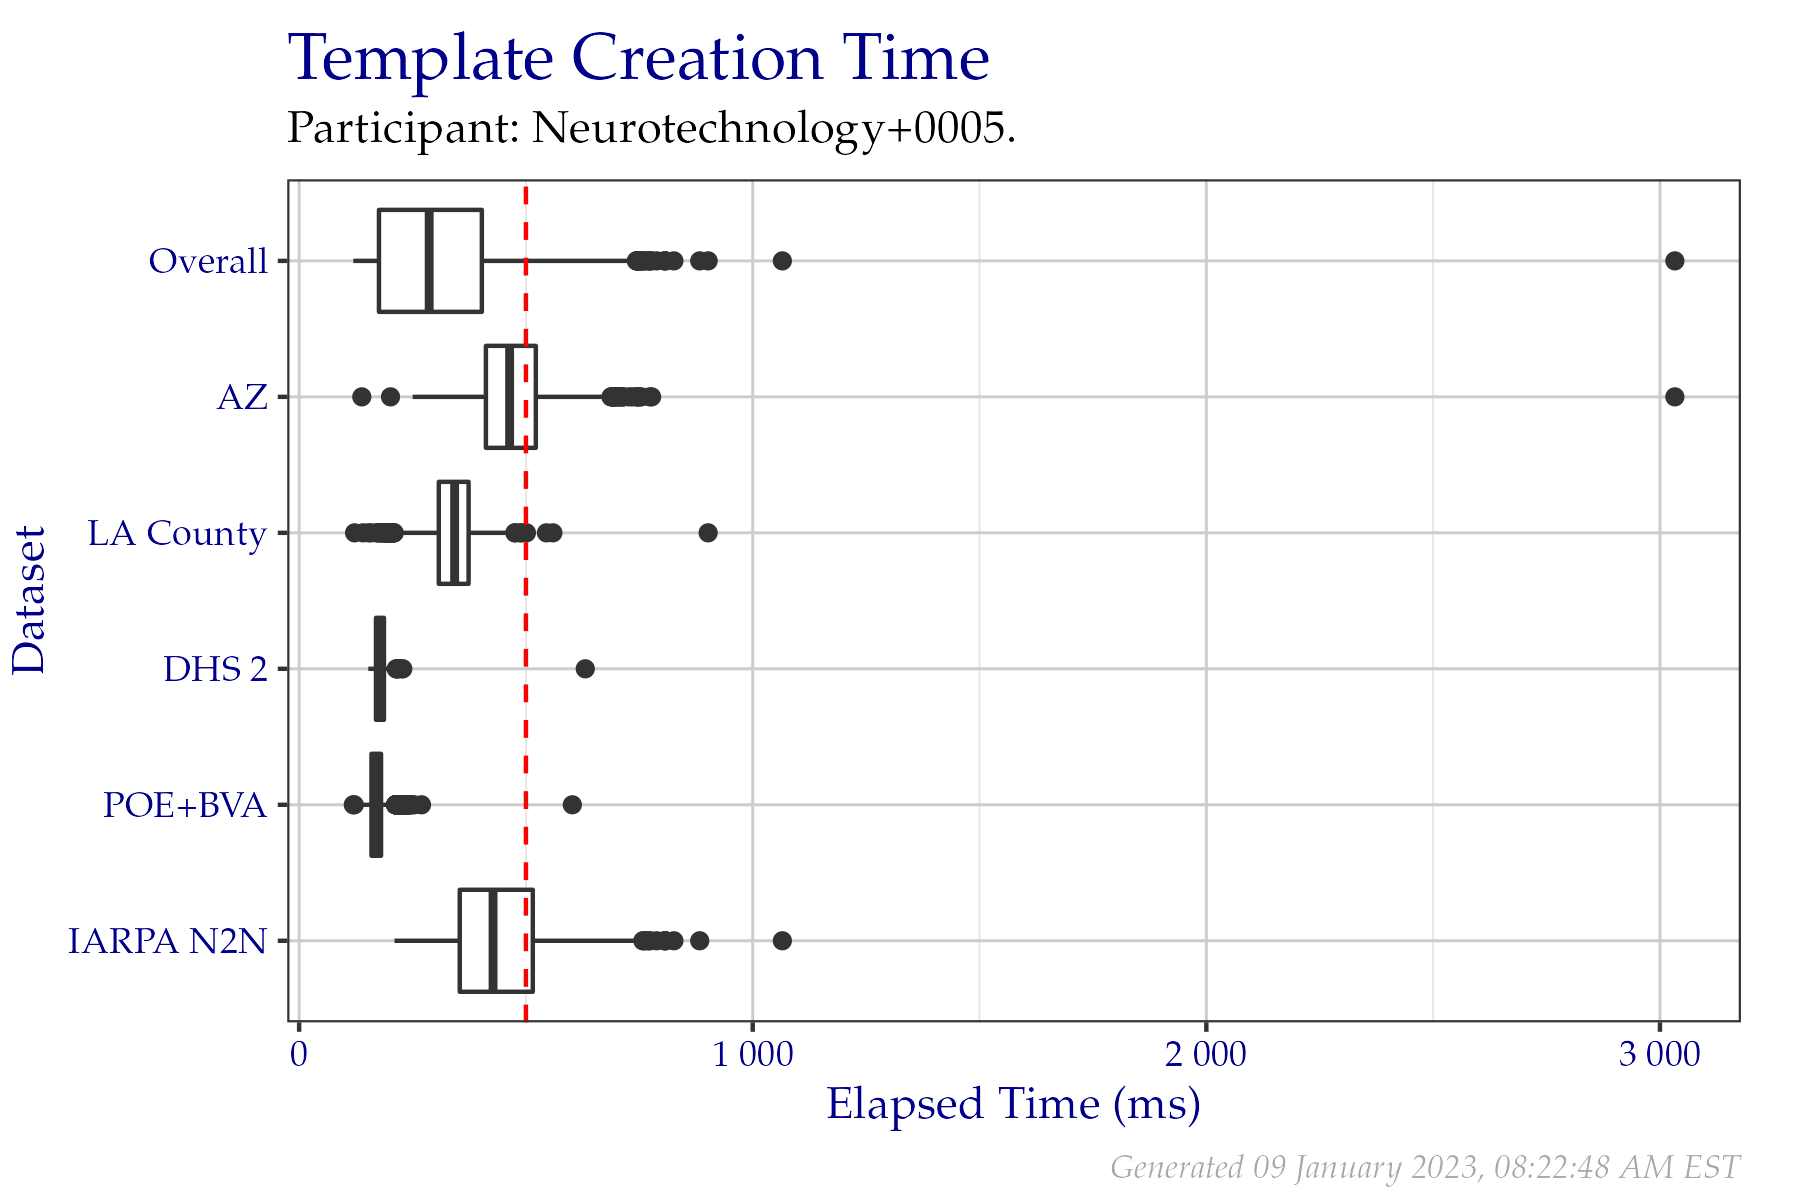 Template Creation Time
Participant: Neurotechnology+0005.
Dataset
Overall
AZ
LA County
DHS 2
POE+BVA
IARPA N2N
0 1 000 2 000 3 000
Elapsed Time (ms)
Generated 09 January 2023, 08:22:48 AM EST